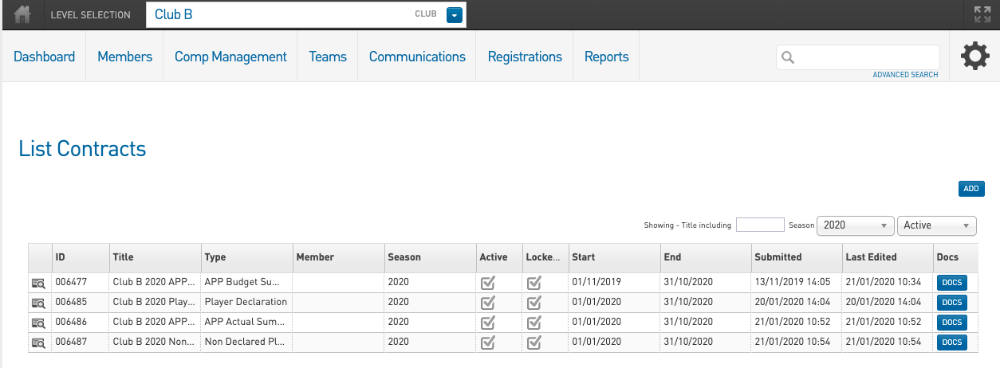 LEVEL SELECTION Club B CLUB
Dashboard Members Comp Management Teams Communications Registrations Reports
ADVANCED SEARCH
List Contracts
ADD
Showing - Title including Season 2020 Active
ID Title Type Member Season Active Locke... Start End Submitted Last Edited Docs
006477 Club B 2020 APP... APP Budget Su... 2020 01/11/2019 31/10/2020 13/11/2019 14:05 21/01/2020 10:34 DOCS
006485 Club B 2020 Play... Player Declaration 2020 01/01/2020 31/10/2020 20/01/2020 14:04 20/01/2020 14:04 DOCS
006486 Club B 2020 APP... APP Actual Sum... 2020 01/01/2020 31/10/2020 21/01/2020 10:52 21/01/2020 10:52 DOCS
006487 Club B 2020 Non... Non Declared Pl... 2020 01/01/2020 31/10/2020 21/01/2020 10:54 21/01/2020 10:54 DOCS